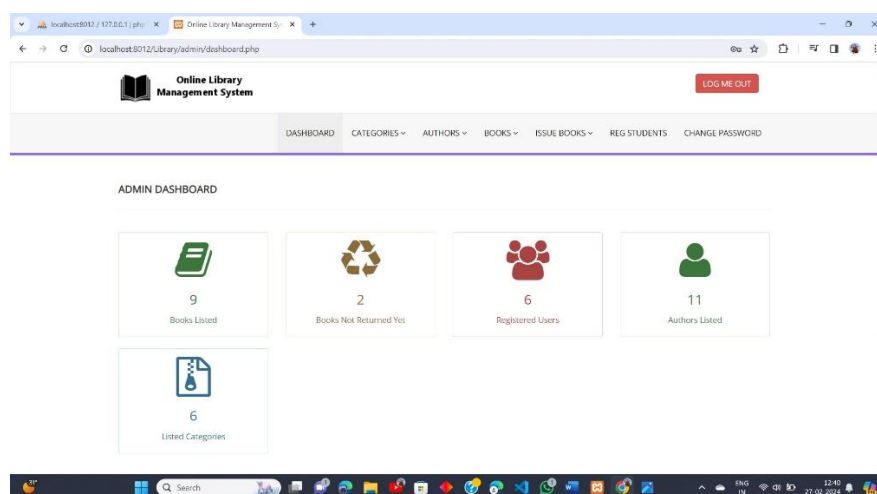 localhost:8012 / 127.0.0.1 | php
Online Library Management Sy
localhost:8012/Library/admin/dashboard.php
Online Library
Management System
LOG ME OUT
DASHBOARD CATEGORIES AUTHORS BOOKS ISSUE BOOKS REG STUDENTS CHANGE PASSWORD
ADMIN DASHBOARD
9
Books Listed
2
Books Not Returned Yet
6
Registered Users
11
Authors Listed
6
Listed Categories
31°
Search
ENG
IN
12:40
27-02-2024